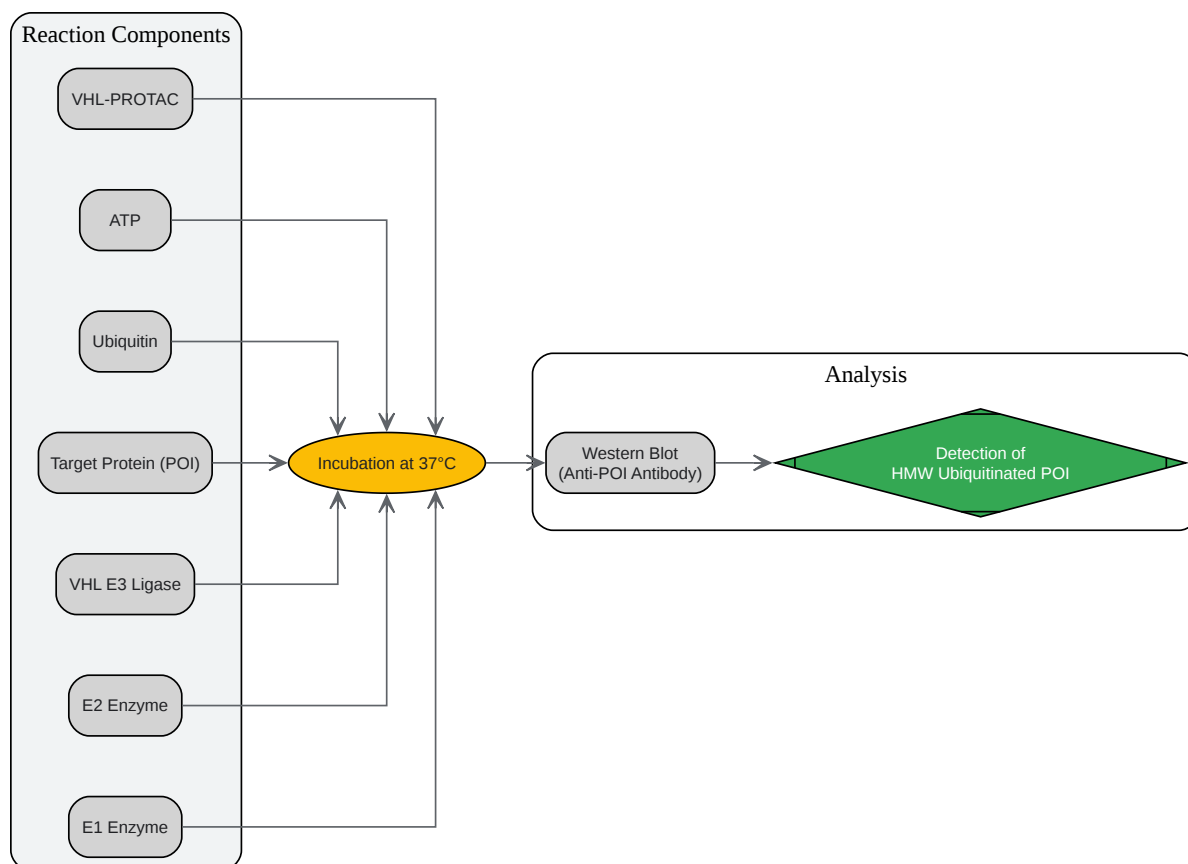 Reaction Components
VHL-PROTAC
ATP
Ubiquitin
Target Protein (POI)
VHL E3 Ligase
E2 Enzyme
E1 Enzyme
Incubation at 37°C
Analysis
Western Blot
(Anti-POI Antibody)
Detection of
HMW Ubiquitinated POI